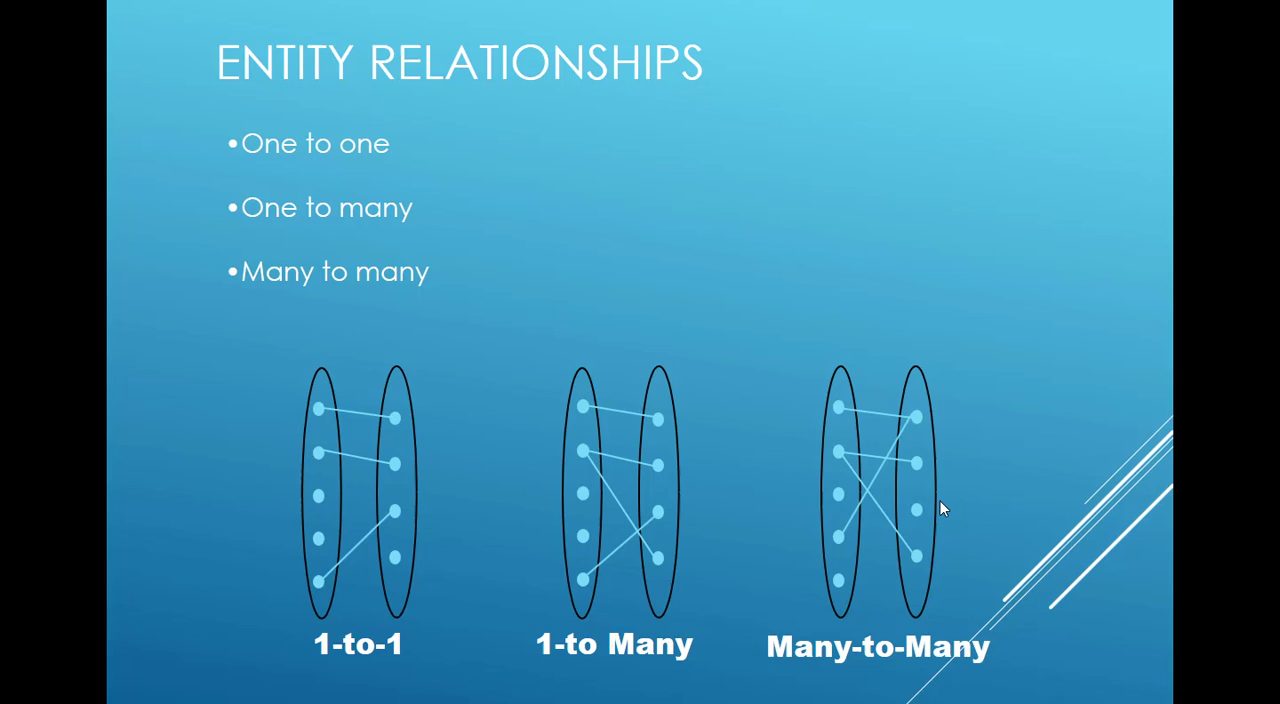 ENTITY RELATIONSHIPS
•One to one
•One to many
•Many to many
1-to-1
1-to Many
Many-to-Many